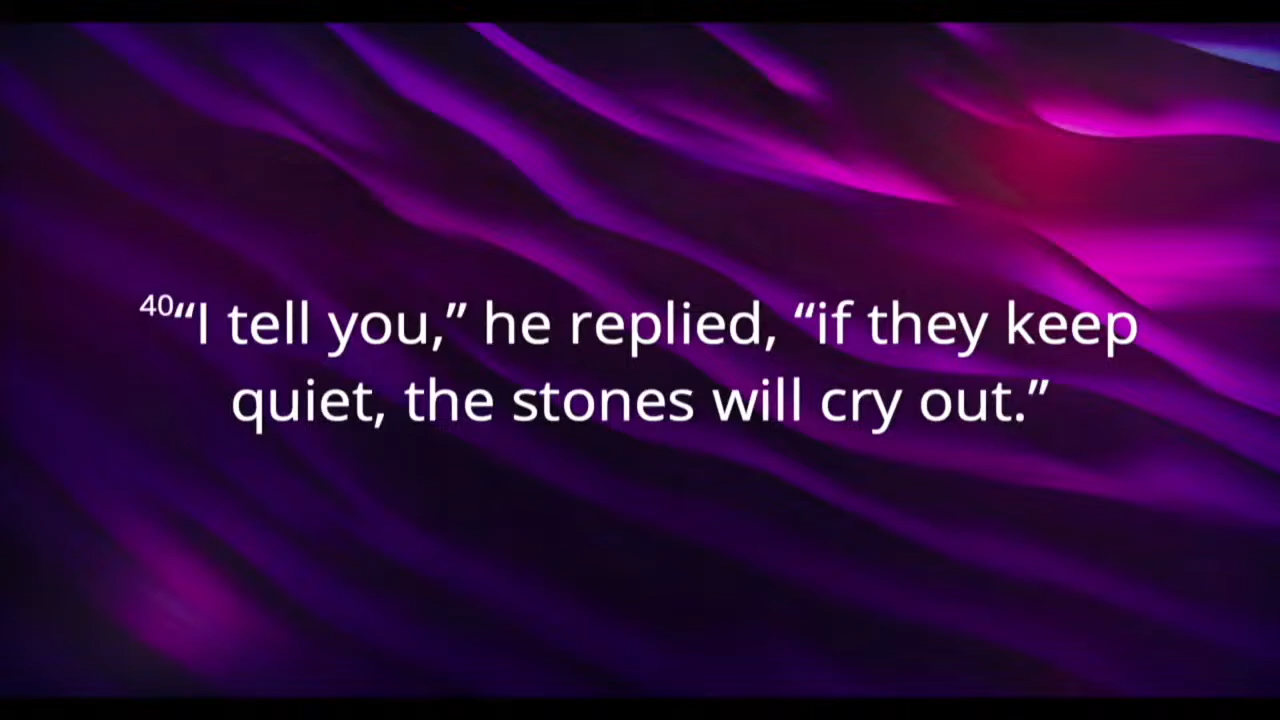 ⁴⁰“I tell you,” he replied, “if they keep
quiet, the stones will cry out.”